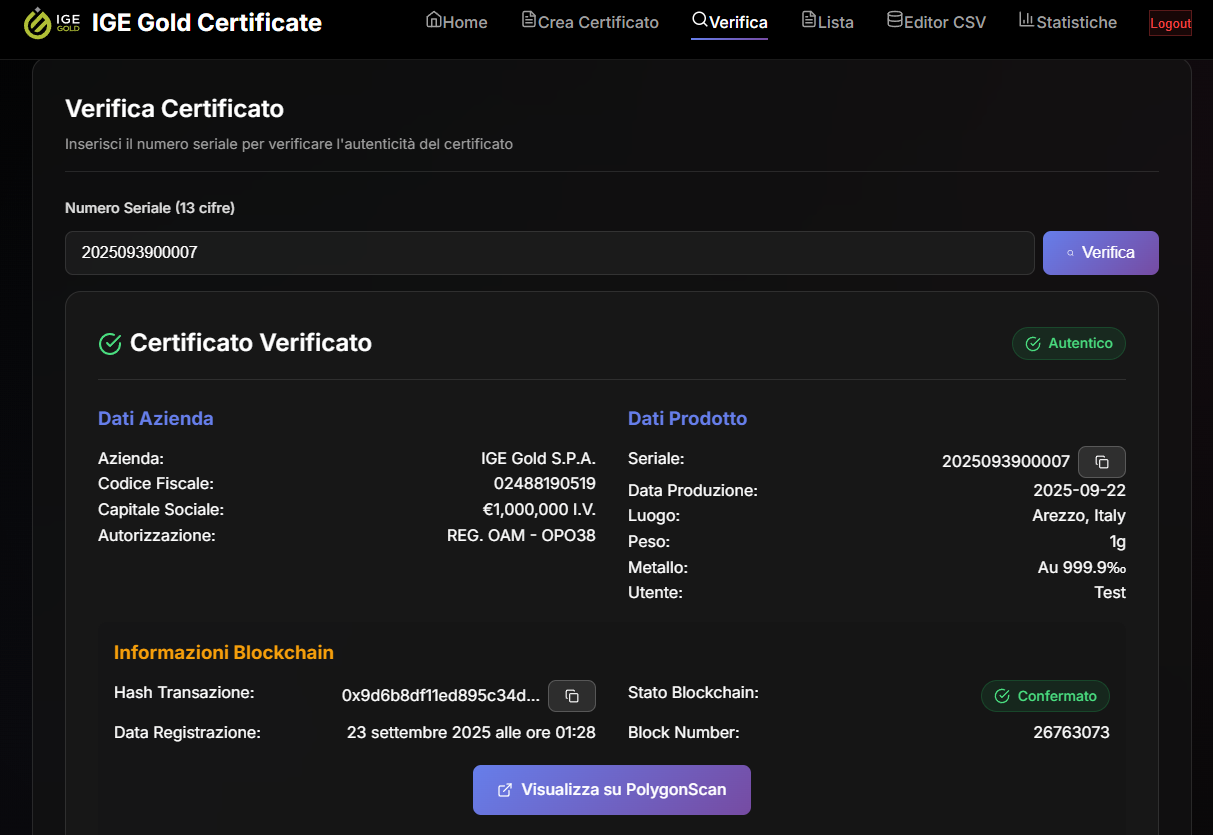 IGE GOLD IGE Gold Certificate Home Crea Certificato Verifica Lista Editor CSV Statistiche Logout
Verifica Certificato
Inserisci il numero seriale per verificare l'autenticità del certificato
Numero Seriale (13 cifre)
2025093900007 Verifica
Certificato Verificato Autentico
Dati Azienda
Azienda: IGE Gold S.P.A.
Codice Fiscale: 02488190519
Capitale Sociale: €1,000,000 I.V.
Autorizzazione: REG. OAM - OPO38
Dati Prodotto
Seriale: 2025093900007
Data Produzione: 2025-09-22
Luogo: Arezzo, Italy
Peso: 1g
Metallo: Au 999.9‰
Utente: Test
Informazioni Blockchain
Hash Transazione: 0x9d6b8df11ed895c34d...
Stato Blockchain: Confermato
Data Registrazione: 23 settembre 2025 alle ore 01:28
Block Number: 26763073
Visualizza su PolygonScan